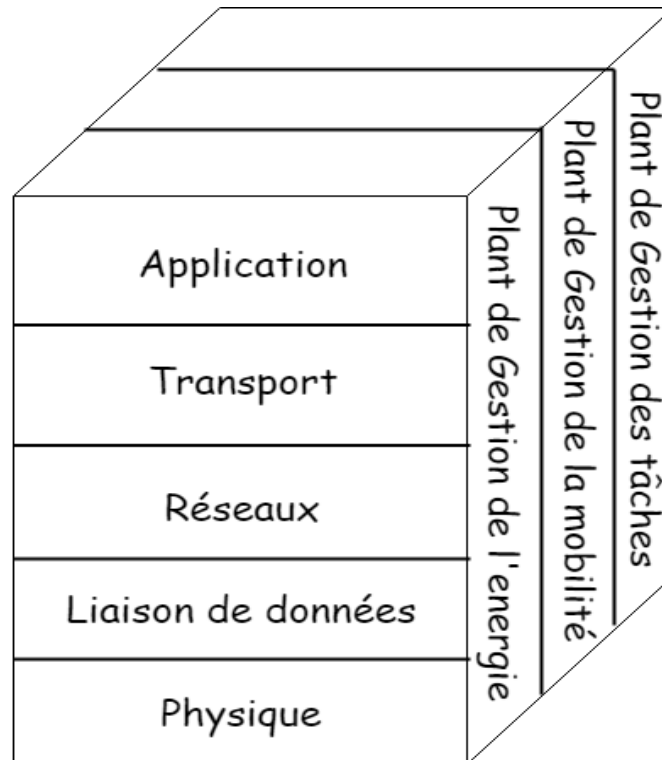 Application
Transport
Réseaux
Liaison de données
Physique
Plant de Gestion de l'energie
Plant de Gestion de la mobilité
Plant de Gestion des tâches